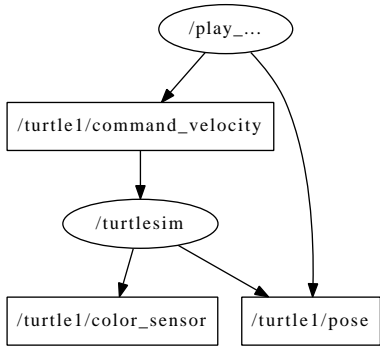 /play_...
/turtle1/command_velocity
/turtlesim
/turtle1/color_sensor
/turtle1/pose